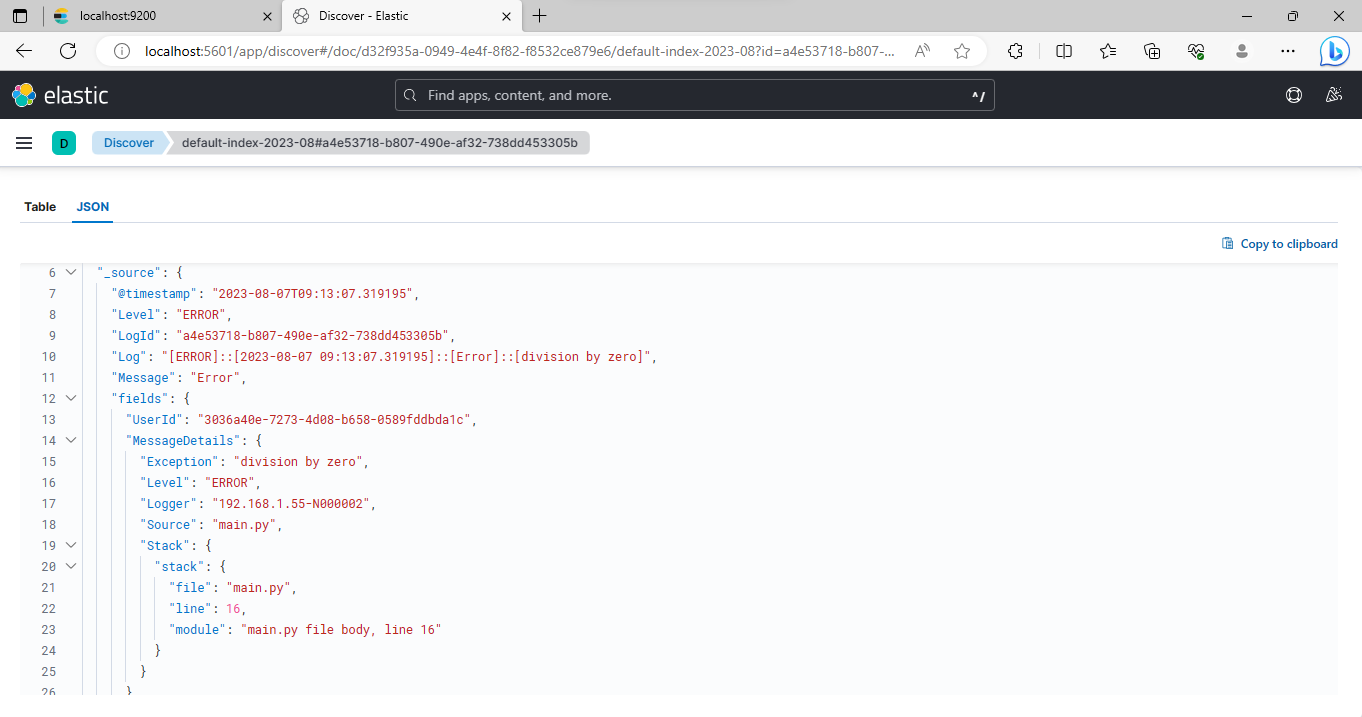 localhost:9200
Discover - Elastic
localhost:5601/app/discover#/doc/d32f935a-0949-4e4f-8f82-f8532ce879e6/default-index-2023-08?id=a4e53718-b807-...
elastic
Find apps, content, and more.
^/
D
Discover
default-index-2023-08#a4e53718-b807-490e-af32-738dd453305b
Table JSON
Copy to clipboard
6 "_source": {
7 "@timestamp": "2023-08-07T09:13:07.319195",
8 "Level": "ERROR",
9 "LogId": "a4e53718-b807-490e-af32-738dd453305b",
10 "Log": "[ERROR]::[2023-08-07 09:13:07.319195]::[Error]::[division by zero]",
11 "Message": "Error",
12 "fields": {
13 "UserId": "3036a40e-7273-4d08-b658-0589fddbda1c",
14 "MessageDetails": {
15 "Exception": "division by zero",
16 "Level": "ERROR",
17 "Logger": "192.168.1.55-N000002",
18 "Source": "main.py",
19 "Stack": {
20 "stack": {
21 "file": "main.py",
22 "line": 16,
23 "module": "main.py file body, line 16"
24 }
25 }
26 }